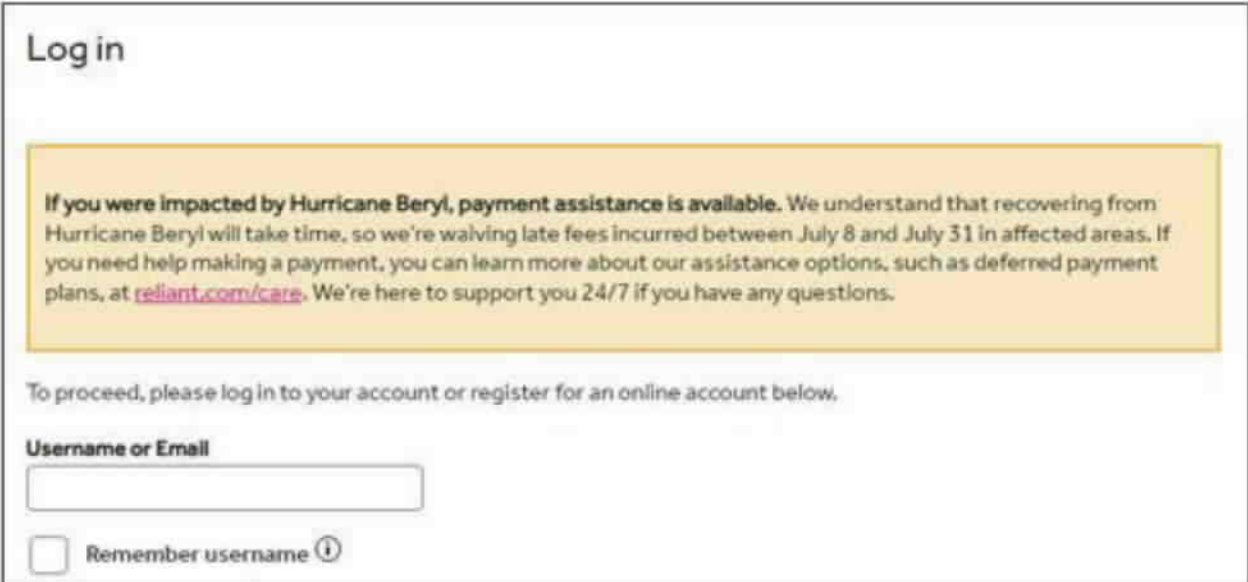 Log in
If you were impacted by Hurricane Beryl, payment assistance is available. We understand that recovering from
Hurricane Beryl will take time, so we're waiving late fees incurred between July 8 and July 31 in affected areas. If
you need help making a payment, you can learn more about our assistance options, such as deferred payment
plans, at reliant.com/care. We're here to support you 24/7 if you have any questions.
To proceed, please log in to your account or register for an online account below.
Username or Email
Remember username